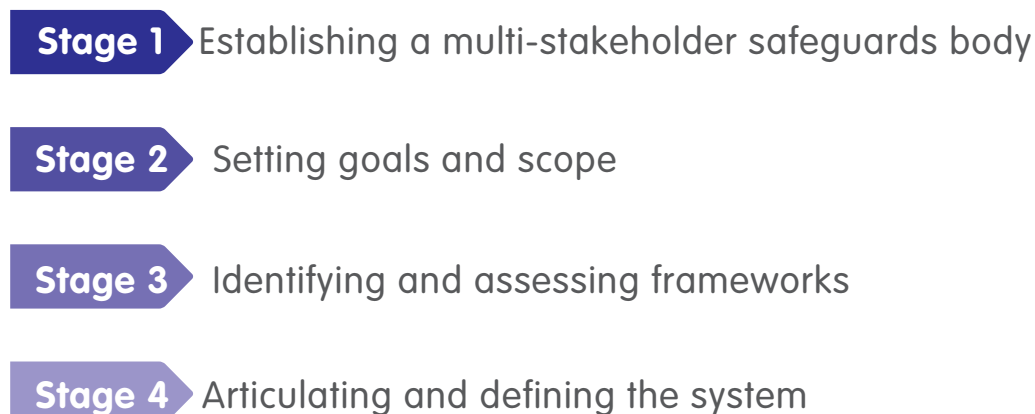 Stage 1 Establishing a multi-stakeholder safeguards body
Stage 2 Setting goals and scope
Stage 3 Identifying and assessing frameworks
Stage 4 Articulating and defining the system